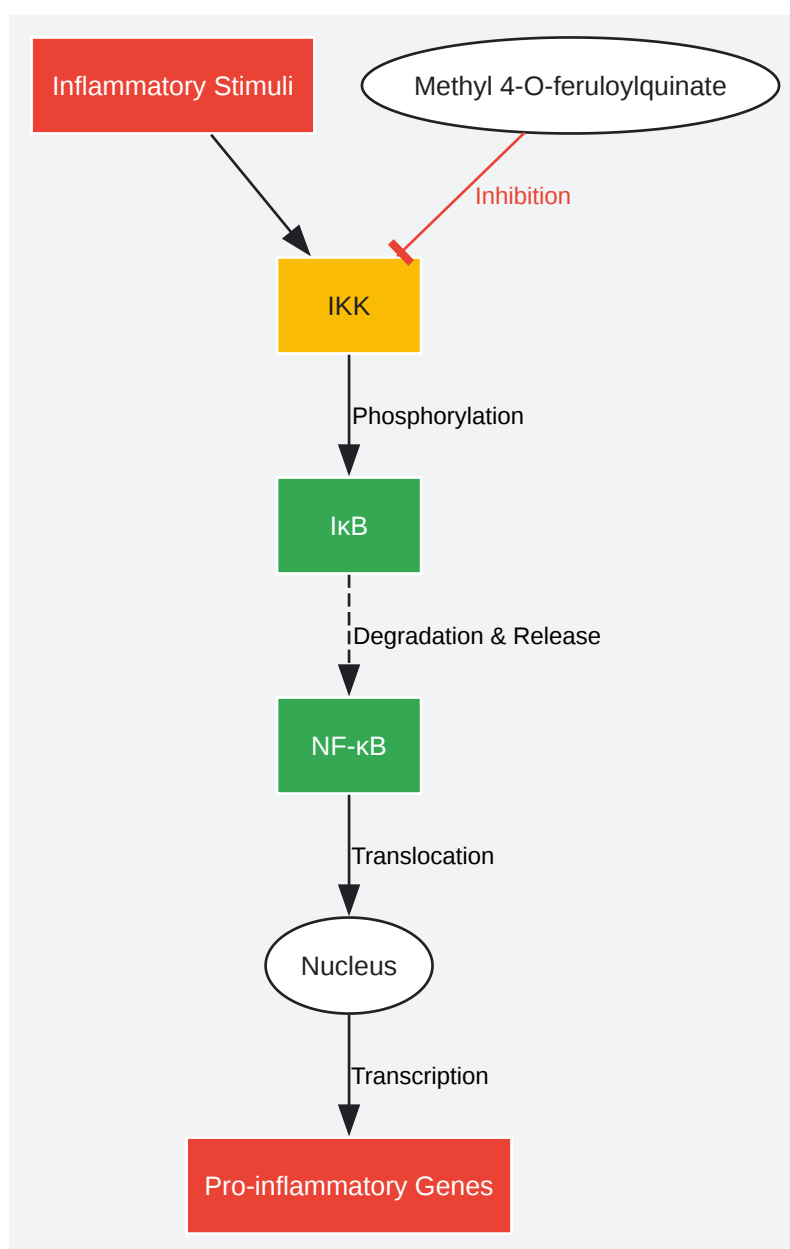 Inflammatory Stimuli
Methyl 4-O-feruloylquinate
Inhibition
IKK
Phosphorylation
IκB
Degradation & Release
NF-κB
Translocation
Nucleus
Transcription
Pro-inflammatory Genes